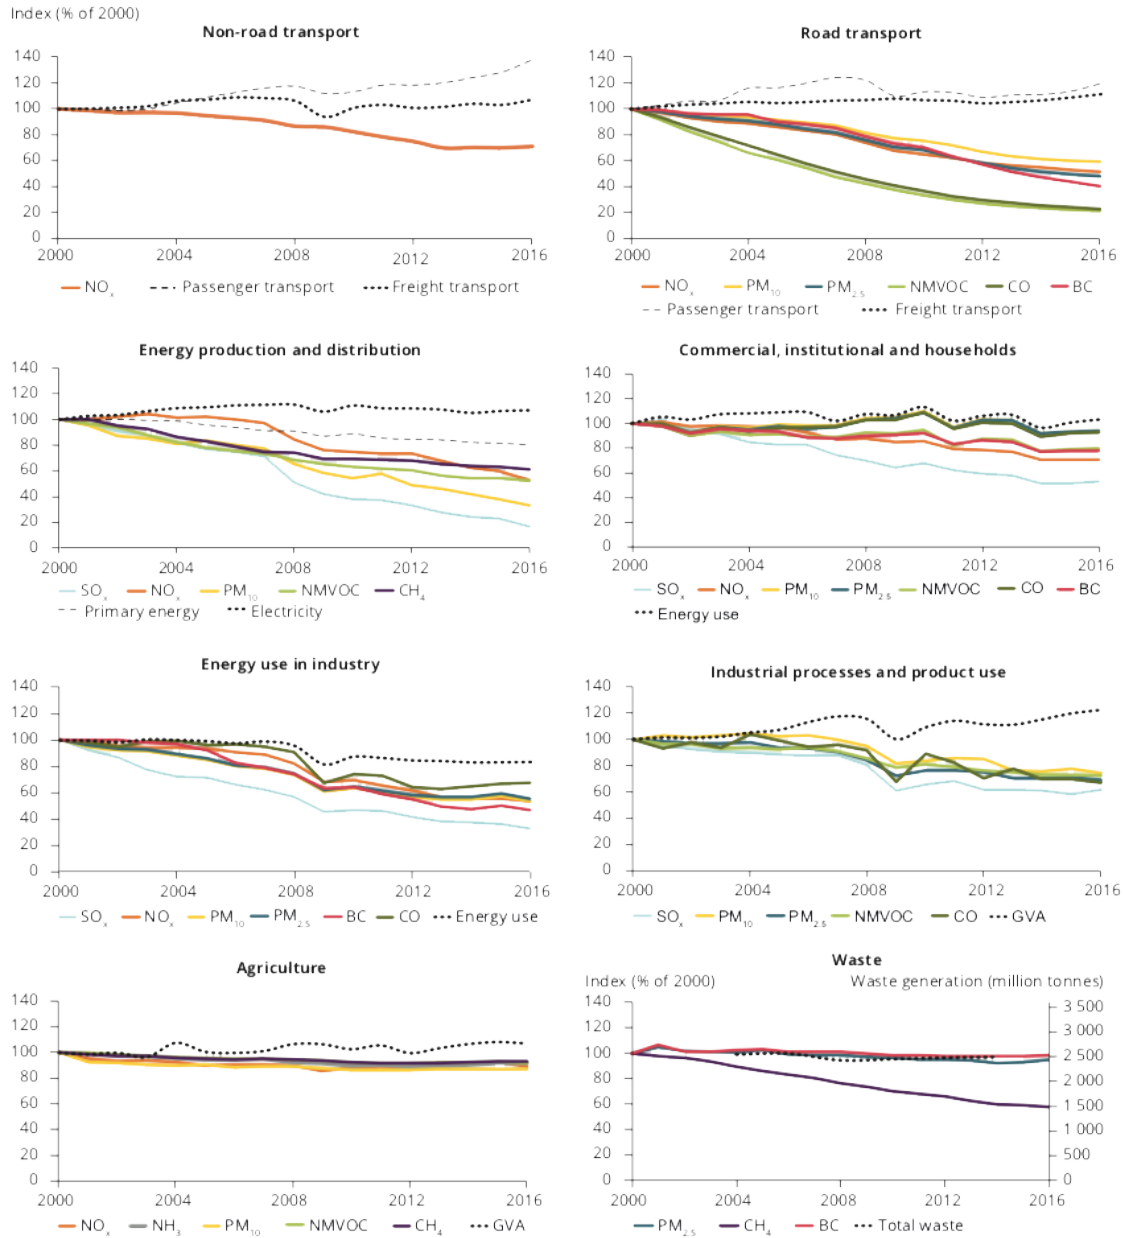 Index (% of 2000)
Non-road transport
140
120
100
80
60
40
20
0
2000 2004 2008 2012 2016
NOx Passenger transport Freight transport
Road transport
140
120
100
80
60
40
20
0
2000 2004 2008 2012 2016
NOx PM10 PM2.5 NMVOC CO BC
Passenger transport Freight transport
Energy production and distribution
140
120
100
80
60
40
20
0
2000 2004 2008 2012 2016
SOx NOx PM10 NMVOC CH4
Primary energy Electricity
Commercial, institutional and households
140
120
100
80
60
40
20
0
2000 2004 2008 2012 2016
SOx NOx PM10 PM2.5 NMVOC CO BC
Energy use
Energy use in industry
140
120
100
80
60
40
20
0
2000 2004 2008 2012 2016
SOx NOx PM10 PM2.5 BC CO Energy use
Industrial processes and product use
140
120
100
80
60
40
20
0
2000 2004 2008 2012 2016
SOx PM10 PM2.5 NMVOC CO GVA
Agriculture
140
120
100
80
60
40
20
0
2000 2004 2008 2012 2016
NOx NH3 PM10 NMVOC CH4 GVA
Waste
Index (% of 2000) Waste generation (million tonnes)
140
120
100
80
60
40
20
0
3 500
3 000
2 500
2 000
1 500
1 000
500
0
2000 2004 2008 2012 2016
PM2.5 CH4 BC Total waste